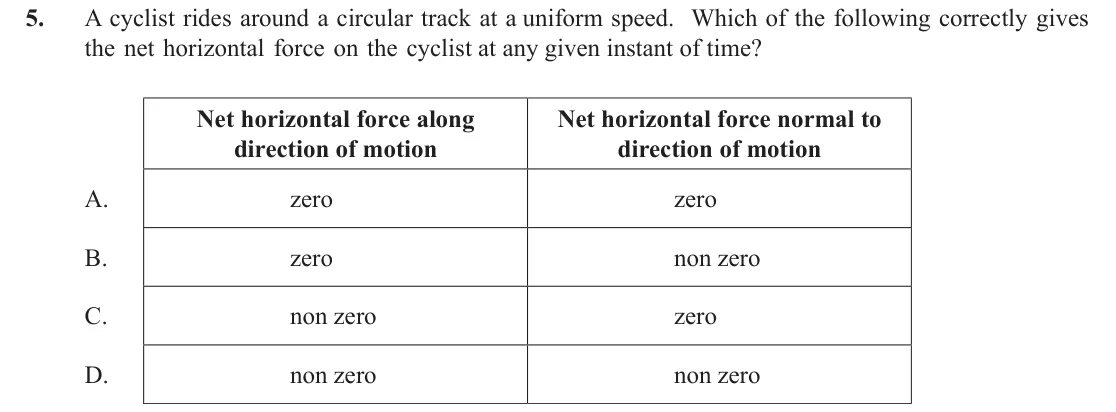 5. A cyclist rides around a circular track at a uniform speed. Which of the following correctly gives
the net horizontal force on the cyclist at any given instant of time?
Net horizontal force along direction of motion Net horizontal force normal to direction of motion
A. zero zero
B. zero non zero
C. non zero zero
D. non zero non zero